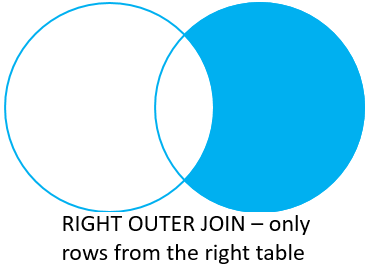 RIGHT OUTER JOIN – only
rows from the right table